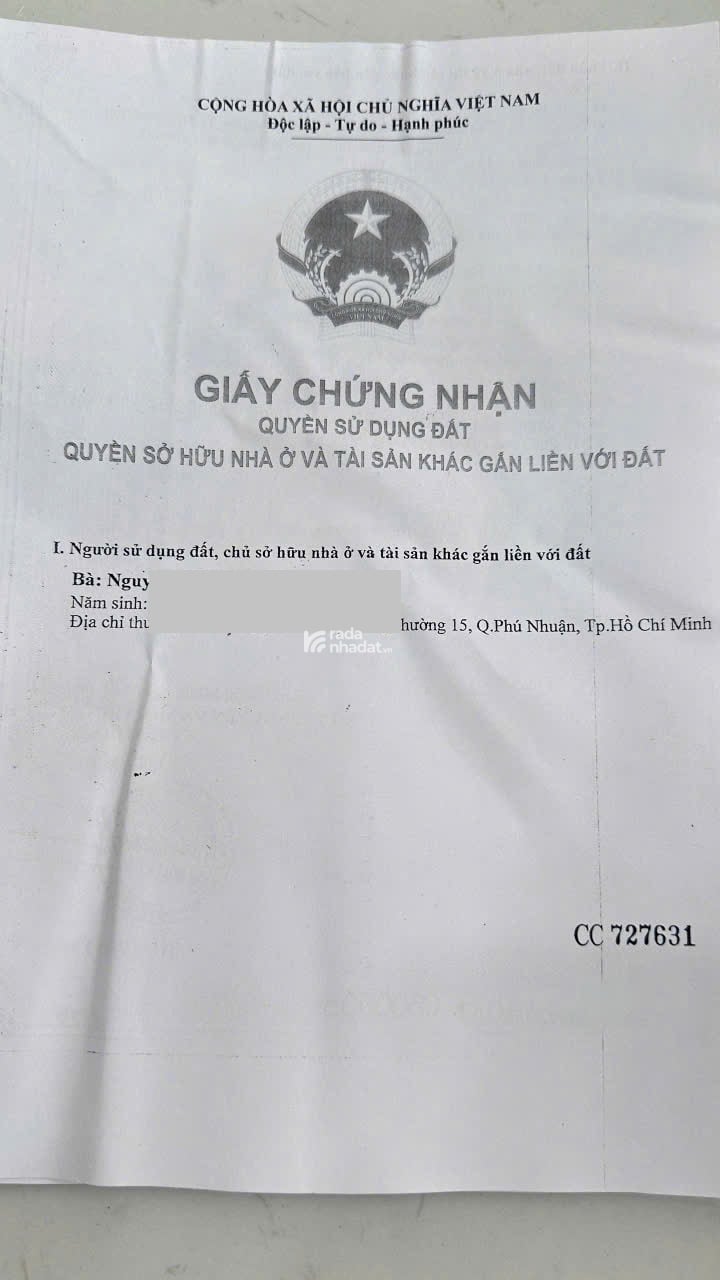 CỘNG HÒA XÃ HỘI CHỦ NGHĨA VIỆT NAM
Độc lập - Tự do - Hạnh phúc
VIỆT NAM
GIẤY CHỨNG NHẬN
QUYỀN SỬ DỤNG ĐẤT
QUYỀN SỞ HỮU NHÀ Ở VÀ TÀI SẢN KHÁC GẮN LIỀN VỚI ĐẤT
I. Người sử dụng đất, chủ sở hữu nhà ở và tài sản khác gắn liền với đất
Bà: Nguy
Năm sinh:
Địa chỉ thư hường 15, Q.Phú Nhuận, Tp.Hồ Chí Minh
rada
nhadat.vn
CC 727631